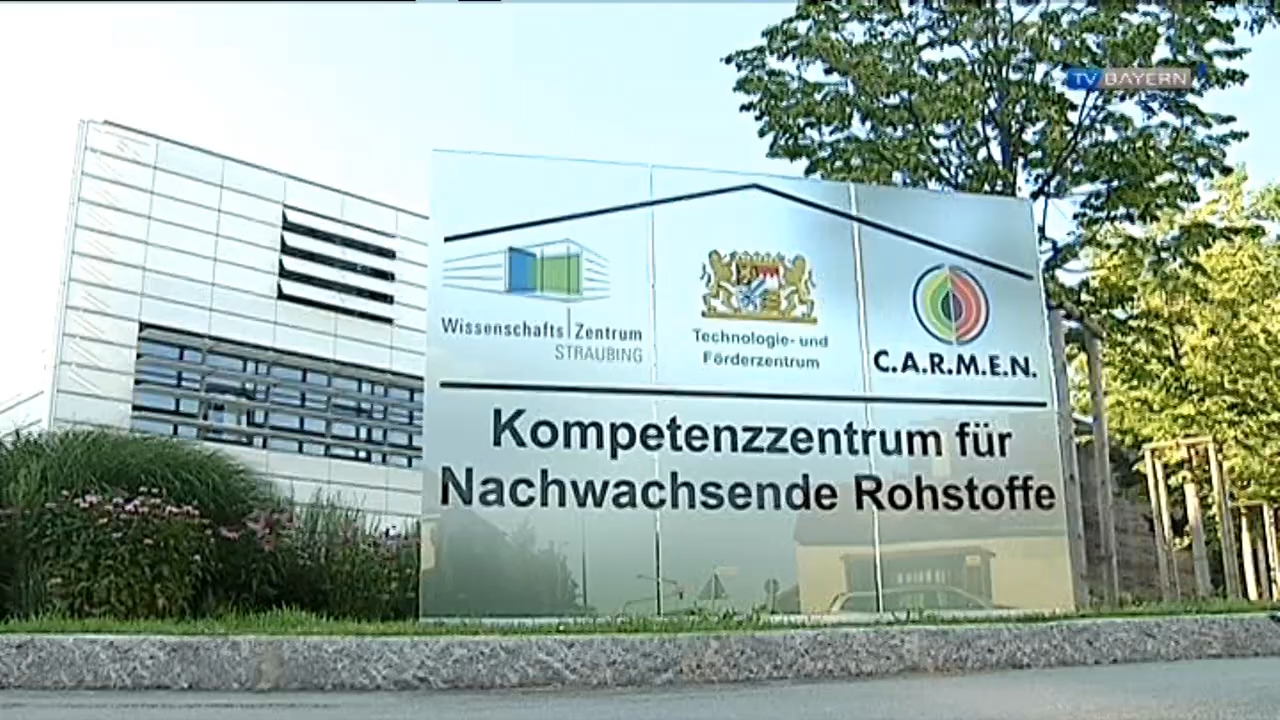 TV BAYERN
Wissenschafts Zentrum
STRAUBING
Technologie- und
Förderzentrum
C.A.R.M.E.N.
Kompetenzzentrum für
Nachwachsende Rohstoffe